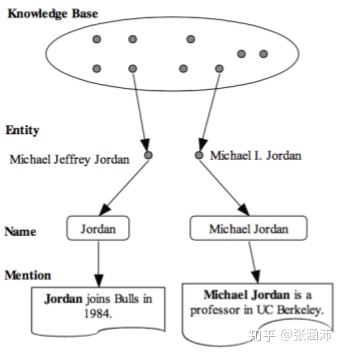 Knowledge Base
Entity
Michael Jeffrey Jordan
Michael I. Jordan
Name
Jordan
Michael Jordan
Mention
Jordan joins Bulls in
1984.
Michael Jordan is a
professor in UC Berkeley.
知乎 @张涵沛